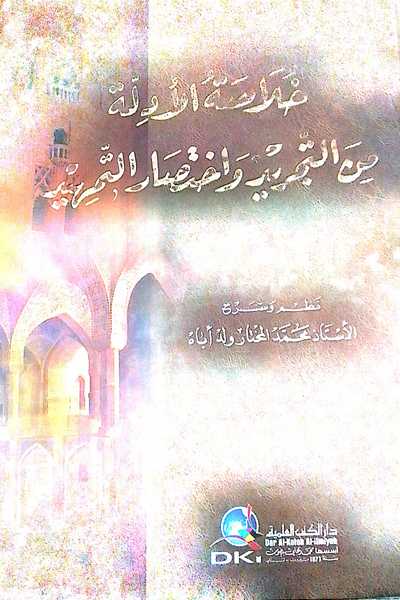 خلاصة الأدلة
من التجريد واختصار التمهيد
نظم وشرح
الأستاذ محمد المختار ولد أباه
دار الكتب العلمية
Dar Al-Kotob Al-ilmiyah
DKi
1971